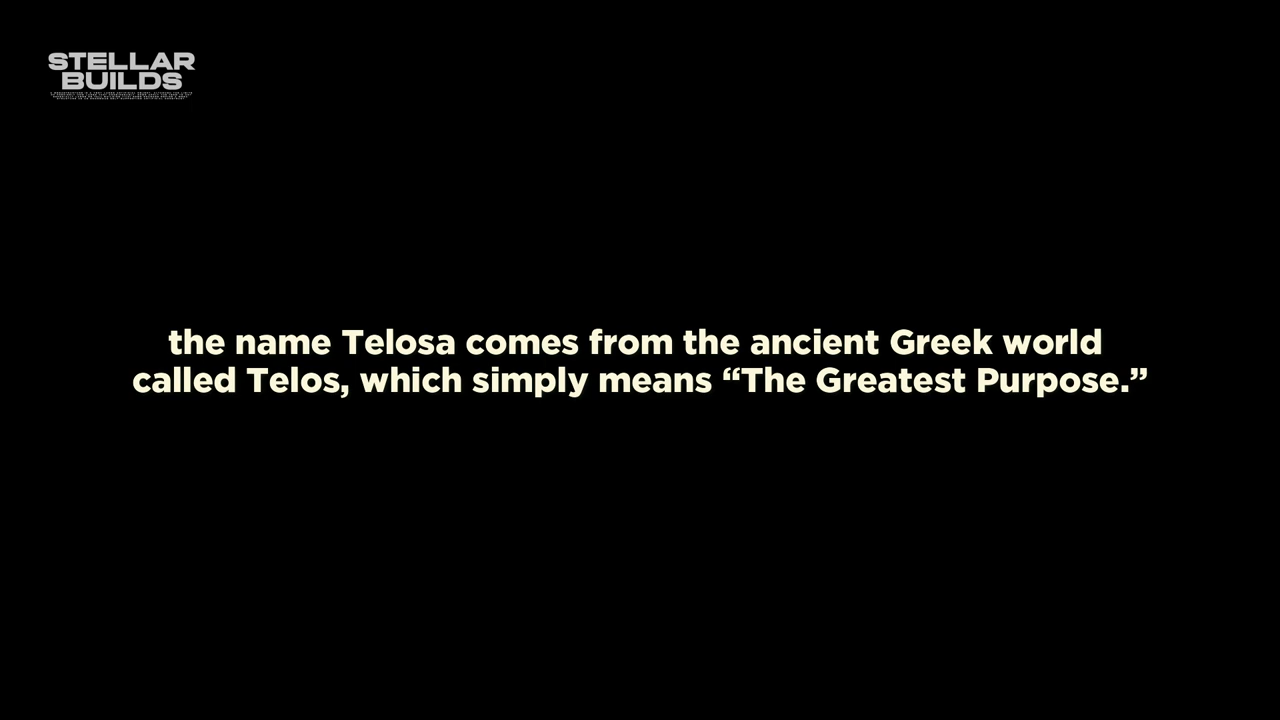 STELLAR
BUILDS
the name Telosa comes from the ancient Greek world
called Telos, which simply means “The Greatest Purpose.”